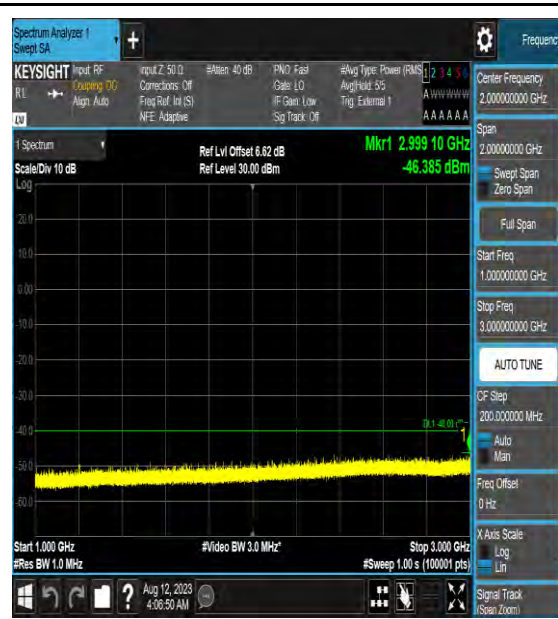 Spectrum Analyzer 1
Swept SA
Frequenc
KEYSIGHT
RL
Input: RF
Coupling: DC
Align: Auto
Input Z: 50 Ω
Corrections: Off
Freq Ref: Int (S)
NFE: Adaptive
#Atten: 40 dB
PNO: Fast
Gate: LO
IF Gain: Low
Sig Track: Off
#Avg Type: Power (RMS
Avg|Hold: 5/5
Trig: External 1
1 2 3 4 5 6
A W W W W W
A A A A A A
1 Spectrum
Scale/Div 10 dB
Log
Ref Lvl Offset 6.62 dB
Ref Level 30.00 dBm
Mkr1 2.999 10 GHz
-46.385 dBm
20.0
10.0
0.00
-10.0
-20.0
-30.0
-40.0
-50.0
-60.0
1
Start 1.000 GHz
#Res BW 1.0 MHz
#Video BW 3.0 MHz*
Stop 3.000 GHz
#Sweep 1.00 s (100001 pts)
Aug 12, 2023
4:06:50 AM
Center Frequency
2.000000000 GHz
Span
2.00000000 GHz
Swept Span
Zero Span
Full Span
Start Freq
1.000000000 GHz
Stop Freq
3.000000000 GHz
AUTO TUNE
CF Step
200.000000 MHz
Auto
Man
Freq Offset
0 Hz
X Axis Scale
Log
Lin
Signal Track
(Span Zoom)